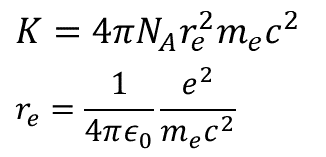 K = 4πN_A r_e^2 m_e c^2
r_e = \frac{1}{4πϵ_0} \frac{e^2}{m_e c^2}